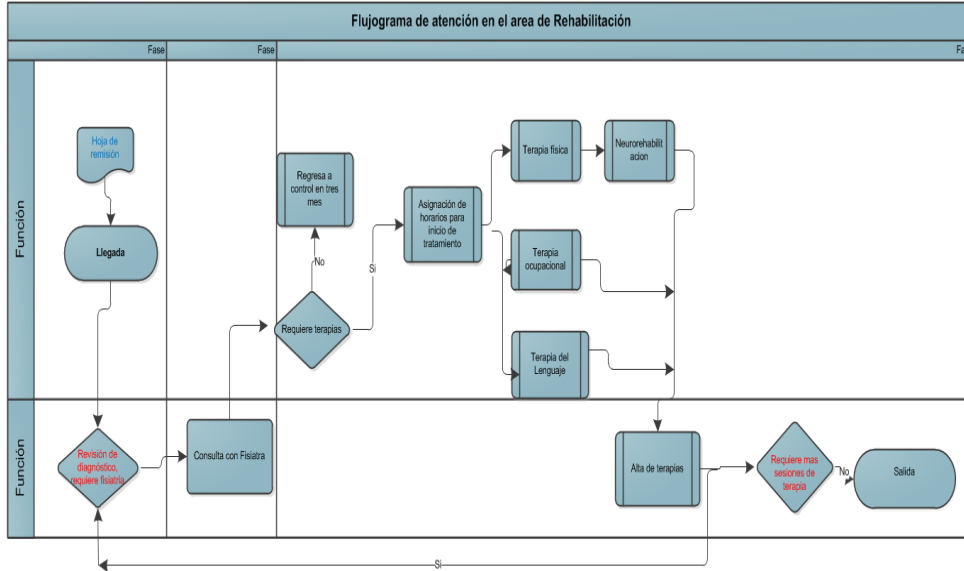 Flujograma de atención en el area de Rehabilitación
Fase
Fase
Fa
Función
Hoja de
remisión
Llegada
Regresa a
control en tres
mes
No
Requiere terapias
Si
Asignación de
horarios para
inicio de
tratamiento
Terapia física
Neurorehabilit
acion
Terapia
ocupacional
Terapia del
Lenguaje
Función
Revisión de
diagnóstico,
requiere fisiatria
Consulta con Fisiatra
Alta de terapias
Requiere mas
sesiones de
terapia
No
Salida
Si